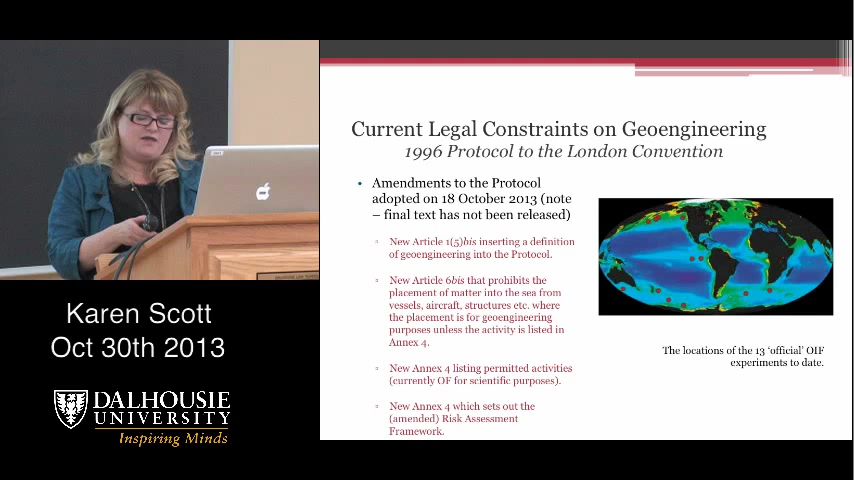 Karen Scott
Oct 30th 2013
DALHOUSIE
UNIVERSITY
Inspiring Minds
Current Legal Constraints on Geoengineering
1996 Protocol to the London Convention
• Amendments to the Protocol
adopted on 18 October 2013 (note
– final text has not been released)
▫ New Article 1(5)bis inserting a definition
of geoengineering into the Protocol.
▫ New Article 6bis that prohibits the
placement of matter into the sea from
vessels, aircraft, structures etc. where
the placement is for geoengineering
purposes unless the activity is listed in
Annex 4.
▫ New Annex 4 listing permitted activities
(currently OF for scientific purposes).
▫ New Annex 4 which sets out the
(amended) Risk Assessment
Framework.
The locations of the 13 ‘official’ OIF
experiments to date.